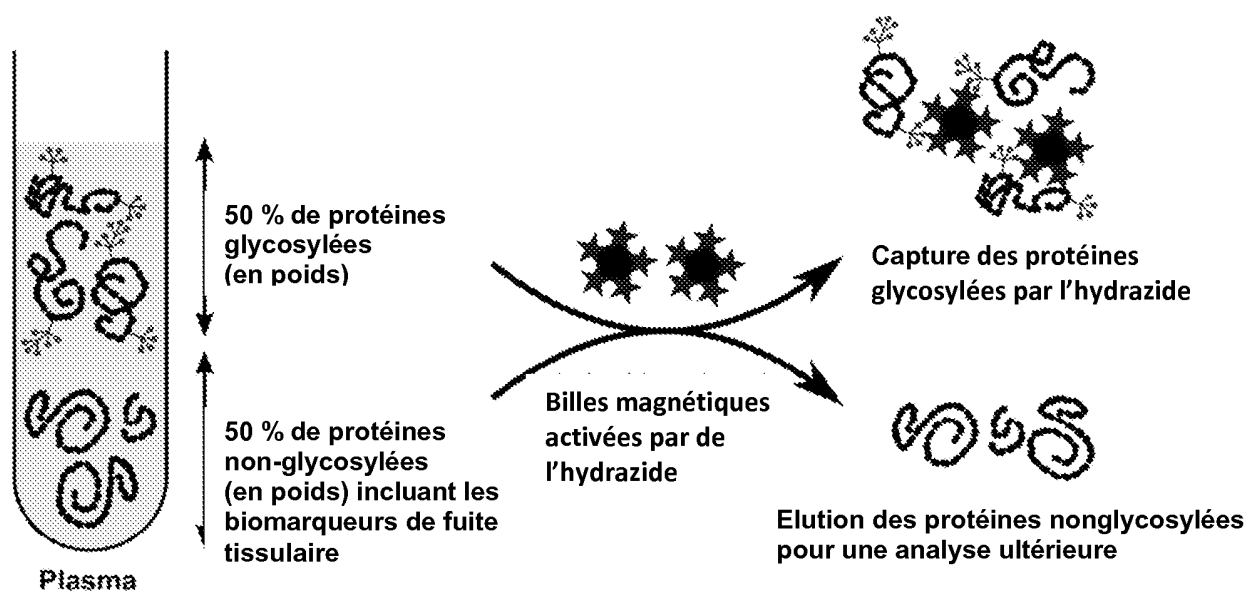 50 % de protéines
glycosylées
(en poids)
50 % de protéines
non-glycosylées
(en poids) incluant les
biomarqueurs de fuite
tissulaire
Plasma
Billes magnétiques
activées par de
l’hydrazide
Capture des protéines
glycosylées par l’hydrazide
Elution des protéines nonglycosylées
pour une analyse ultérieure